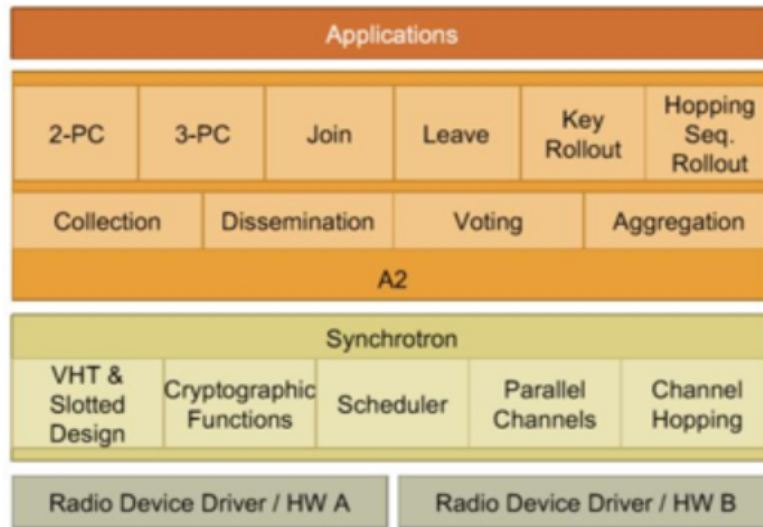 Applications
2-PC
3-PC
Join
Leave
Key
Rollout
Hopping
Seq.
Rollout
Collection
Dissemination
Voting
Aggregation
A2
Synchrotron
VHT &
Slotted
Design
Cryptographic
Functions
Scheduler
Parallel
Channels
Channel
Hopping
Radio Device Driver / HW A
Radio Device Driver / HW B